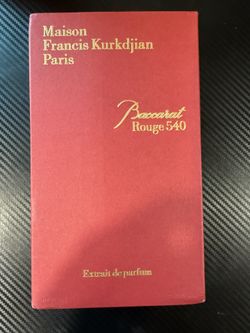 Maison
Francis Kurkdjian
Paris
Baccarat
Rouge 540
Extrait de parfum